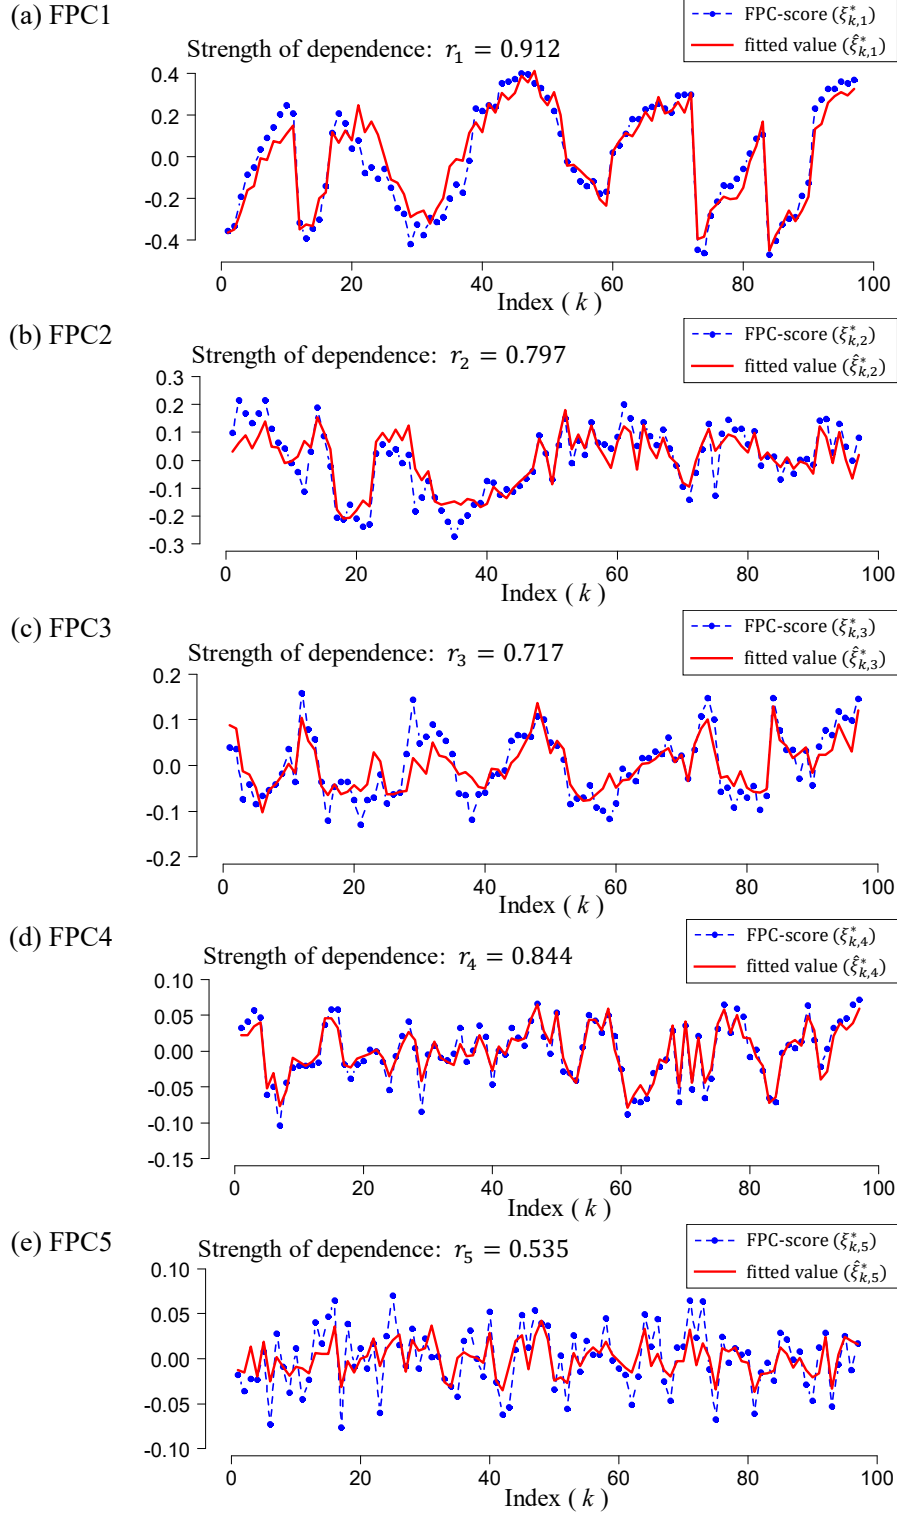 (a) FPC1
FPC-score (ξ*k,1)
fitted value (ξ̂*k,1)
Strength of dependence: r1 = 0.912
0.4
0.0
-0.4
0 20 40 60 80 100
Index ( k )
(b) FPC2
FPC-score (ξ*k,2)
fitted value (ξ̂*k,2)
Strength of dependence: r2 = 0.797
0.3
0.2
0.1
0.0
-0.1
-0.2
-0.3
0 20 40 60 80 100
Index ( k )
(c) FPC3
FPC-score (ξ*k,3)
fitted value (ξ̂*k,3)
Strength of dependence: r3 = 0.717
0.2
0.1
0.0
-0.1
-0.2
0 20 40 60 80 100
Index ( k )
(d) FPC4
FPC-score (ξ*k,4)
fitted value (ξ̂*k,4)
Strength of dependence: r4 = 0.844
0.10
0.05
0.00
-0.05
-0.10
-0.15
0 20 40 60 80 100
Index ( k )
(e) FPC5
FPC-score (ξ*k,5)
fitted value (ξ̂*k,5)
Strength of dependence: r5 = 0.535
0.10
0.05
0.00
-0.05
-0.10
0 20 40 60 80 100
Index ( k )